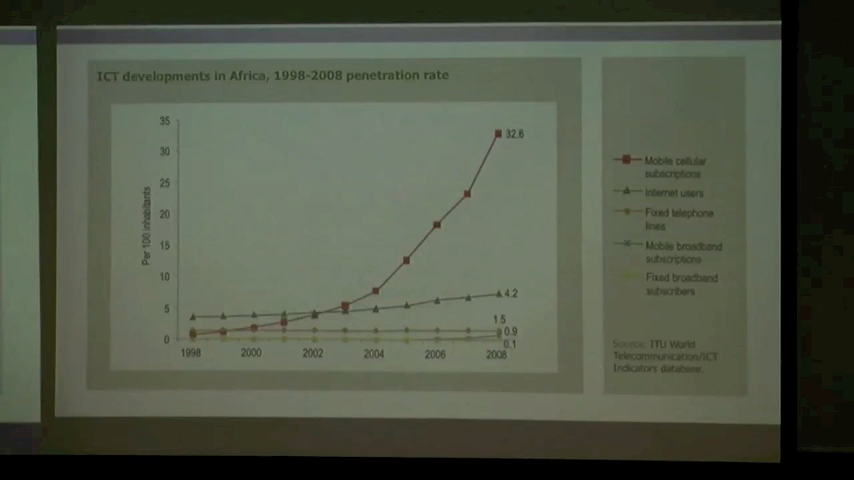 ICT developments in Africa, 1998-2008 penetration rate
35
30
25
20
15
10
5
0
Per 100 inhabitants
32.6
4.2
1.5
0.9
0.1
1998
2000
2002
2004
2006
2008
Mobile cellular
subscriptions
Internet users
Fixed telephone
lines
Mobile broadband
subscriptions
Fixed broadband
subscribers
Source: ITU World
Telecommunication/ICT
Indicators database.